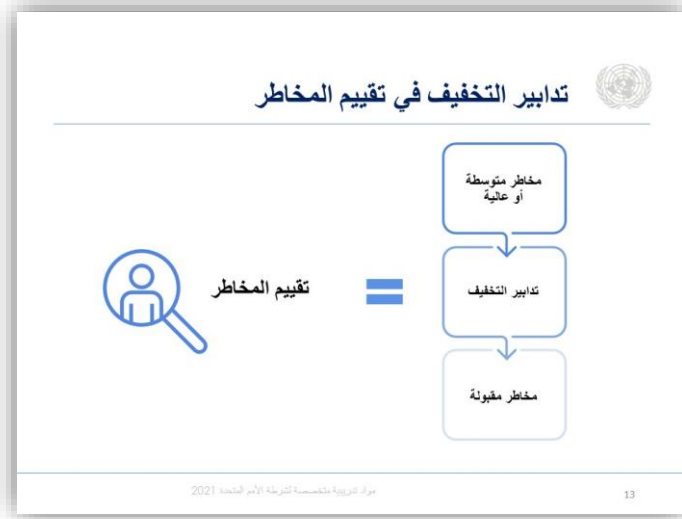 تدابير التخفيف في تقييم المخاطر
مخاطر متوسطة
أو عالية
تدابير التخفيف
مخاطر مقبولة
تقييم المخاطر
مواد تدريبية متخصصة لشرطة الأمم المتحدة 2021
13